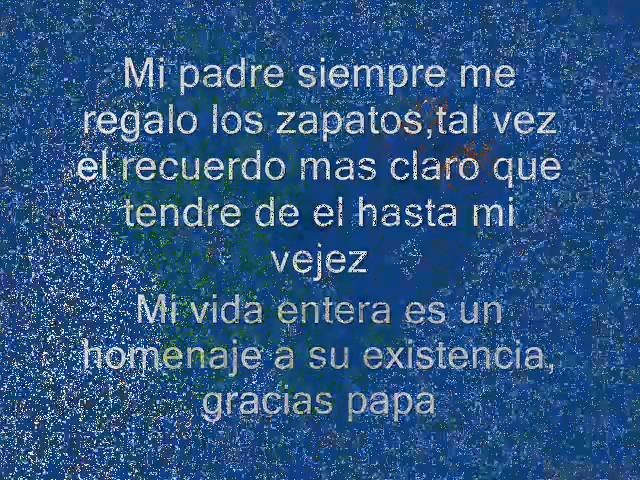 Mi padre siempre me
regalo los zapatos,tal vez
el recuerdo mas claro que
tendre de el hasta mi
vejez
Mi vida entera es un
homenaje a su existencia,
gracias papa